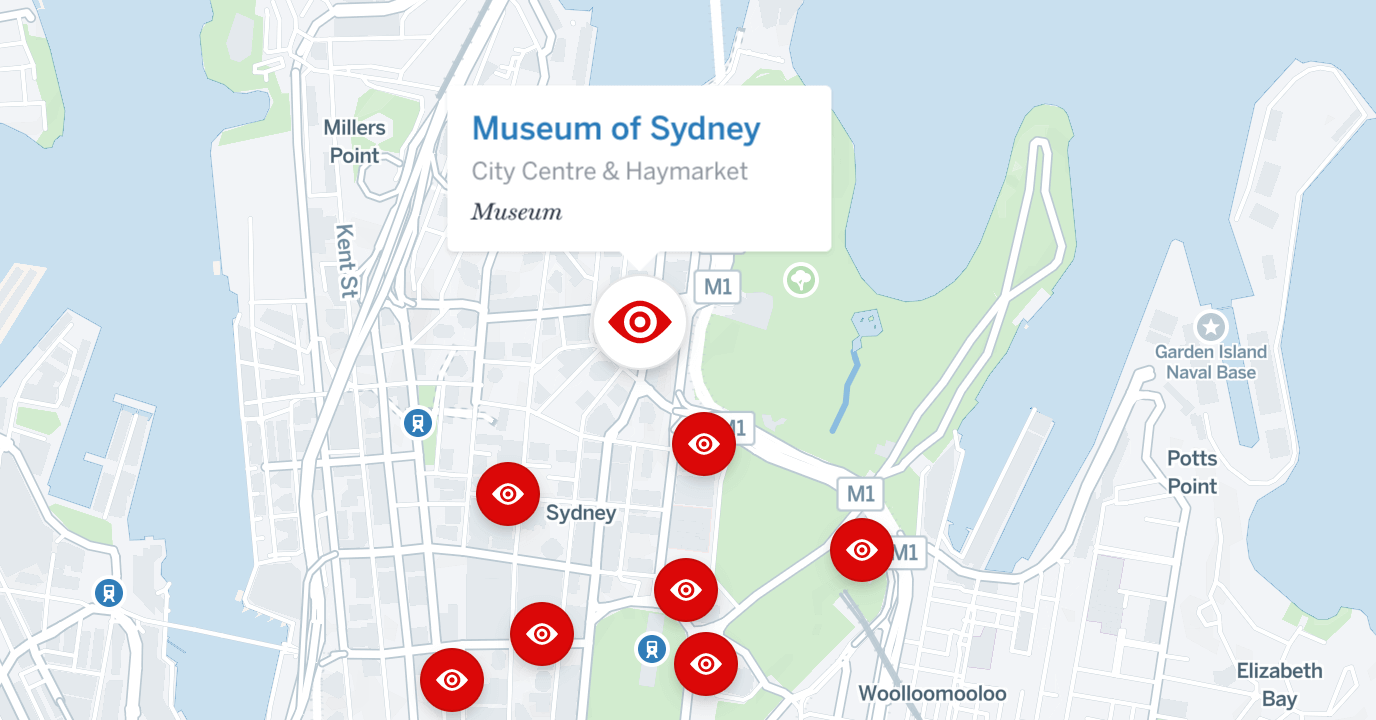 Millers
Point
Museum of Sydney
City Centre & Haymarket
Museum
Kent St
M1
Garden Island
Naval Base
M1
Potts
Point
M1
Sydney
M1
Elizabeth
Bay
Woolloomooloo